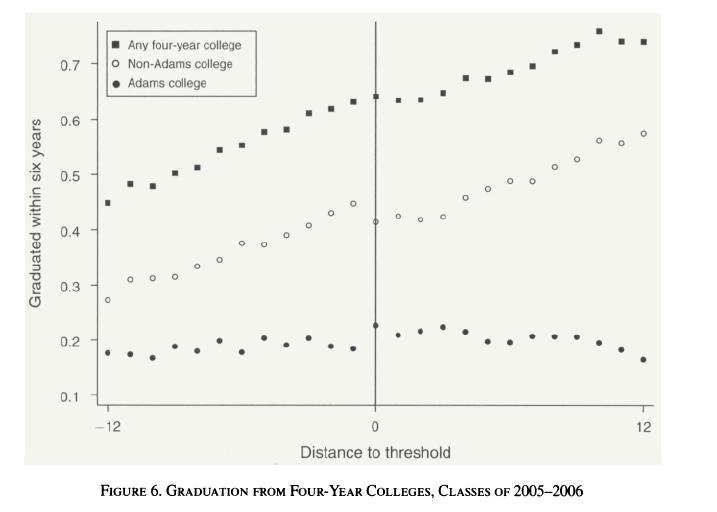 Any four-year college
Non-Adams college
Adams college
Graduated within six years
0.7
0.6
0.5
0.4
0.3
0.2
0.1
−12
0
12
Distance to threshold
FIGURE 6. GRADUATION FROM FOUR-YEAR COLLEGES, CLASSES OF 2005–2006